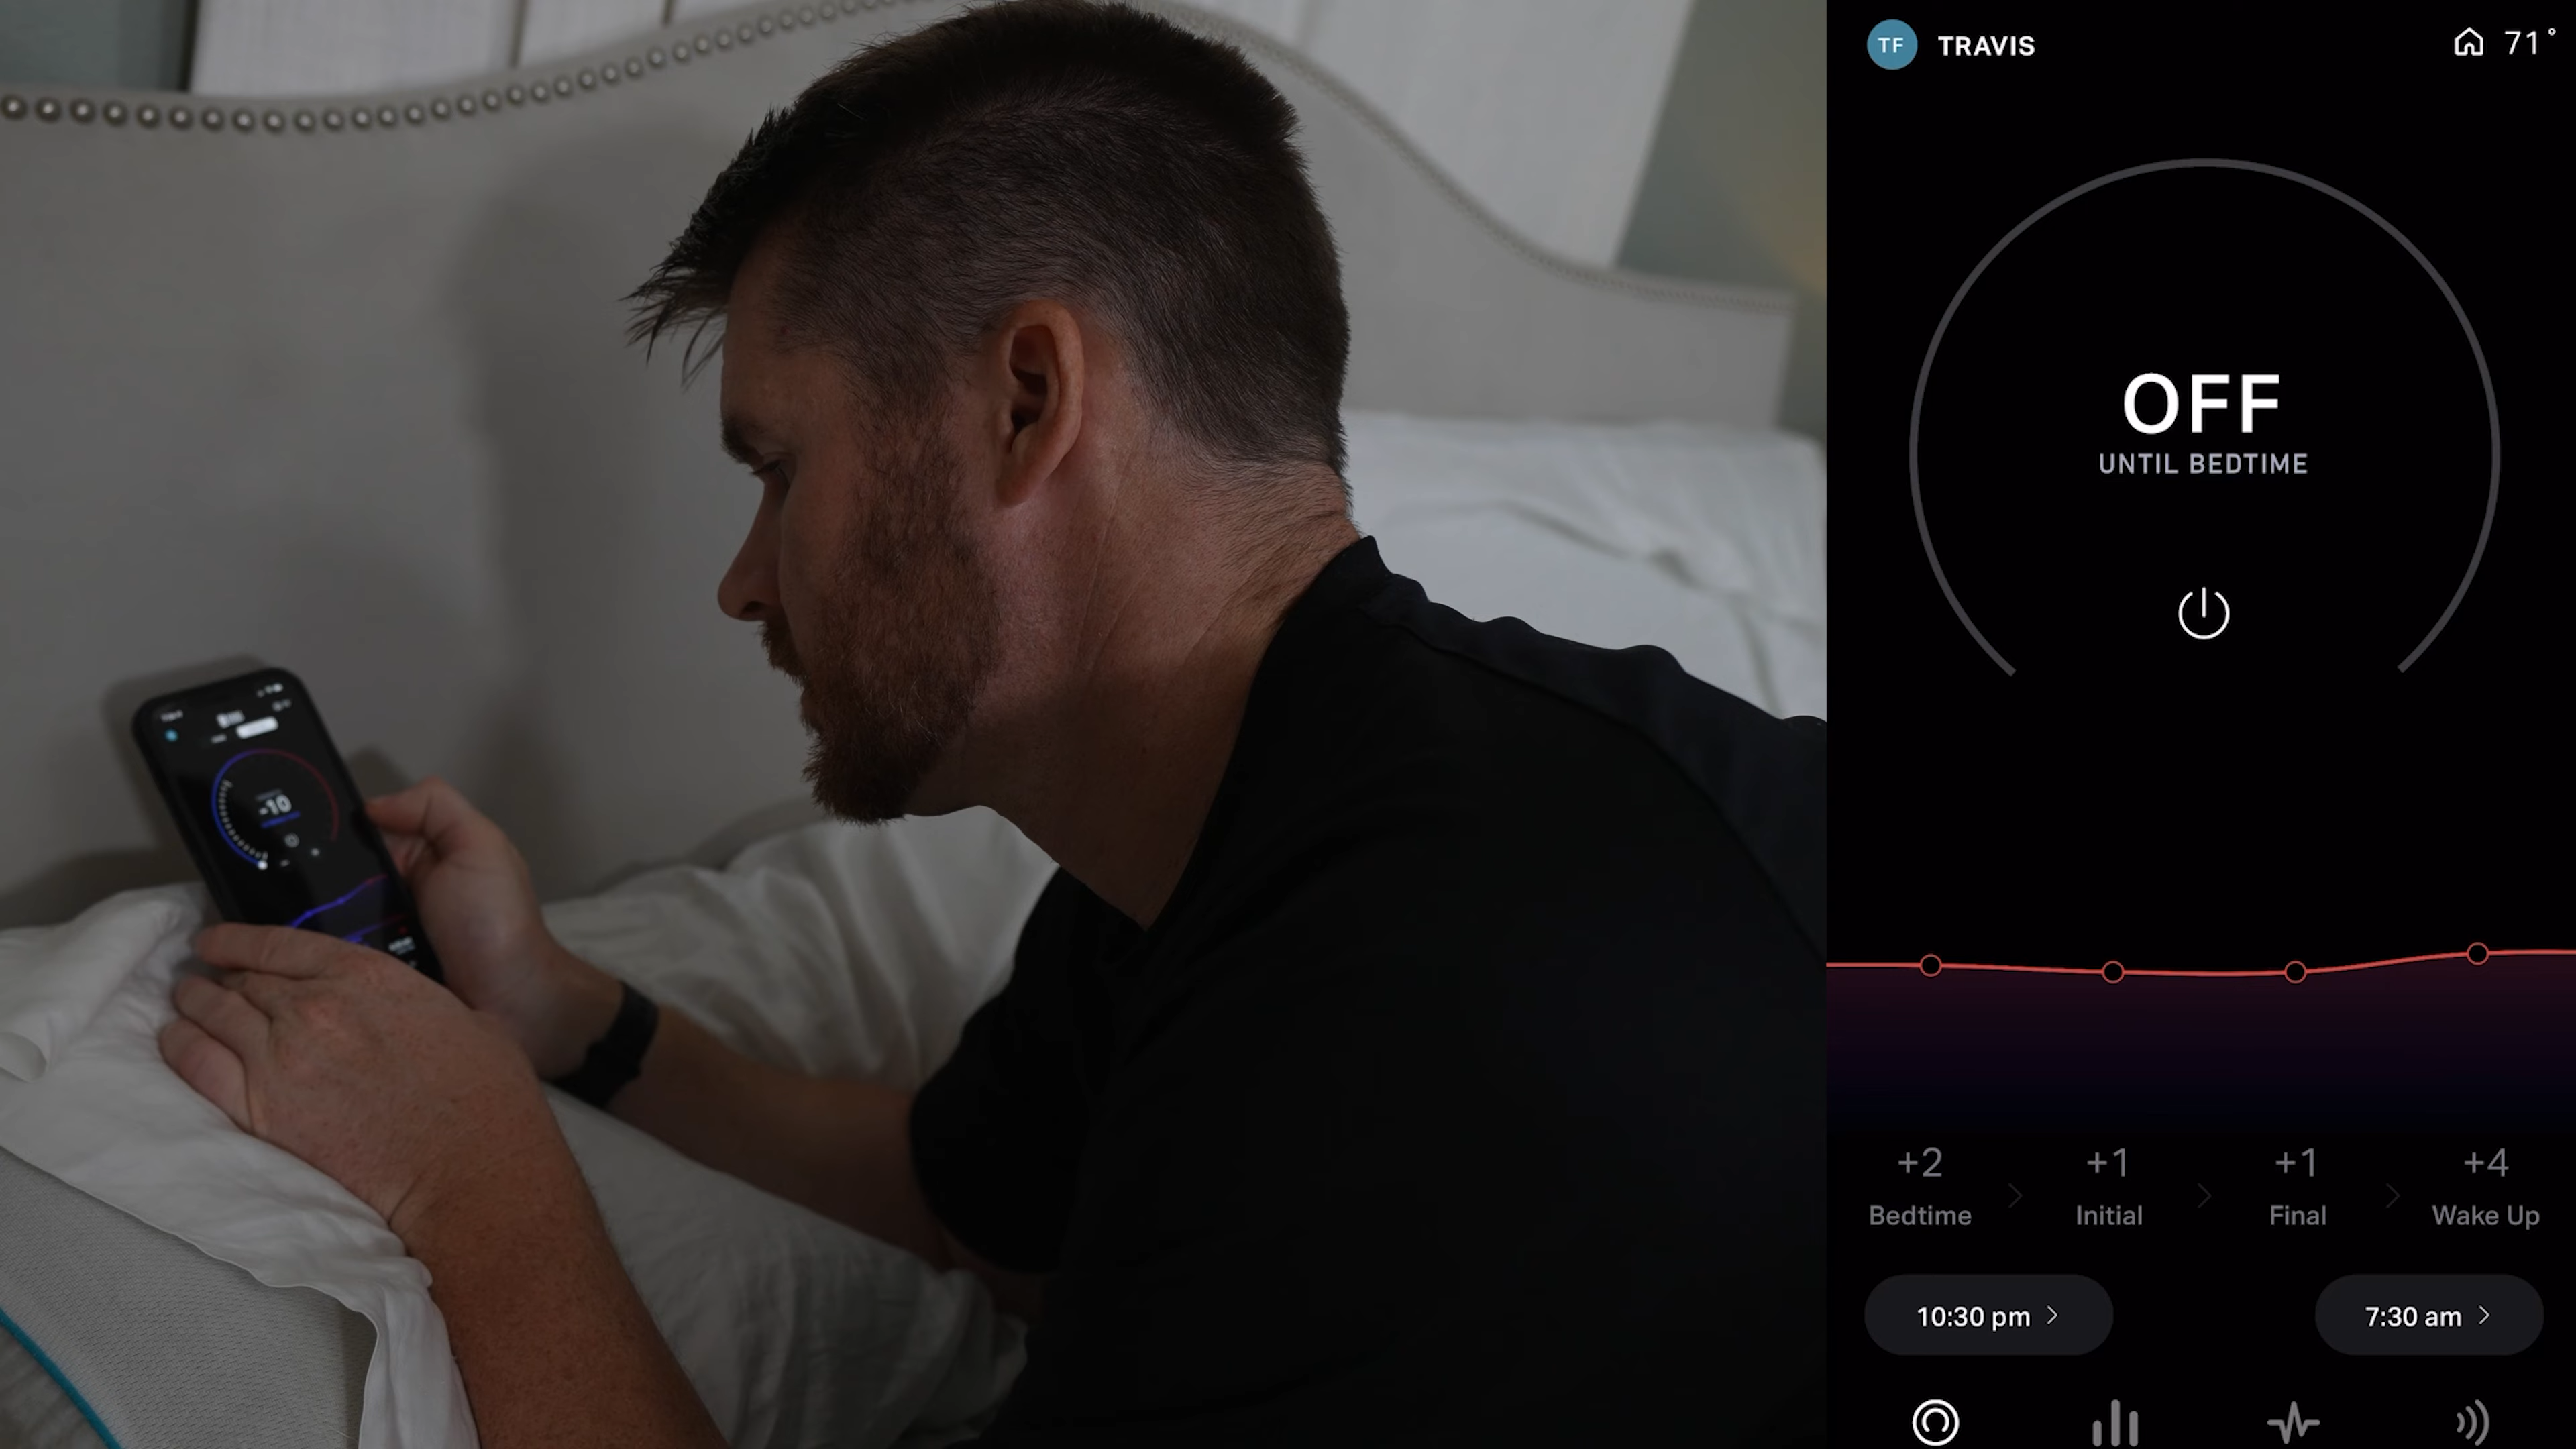 TF TRAVIS
71°
OFF
UNTIL BEDTIME
-10
+2 +1 +1 +4
Bedtime Initial Final Wake Up
10:30 pm 7:30 am